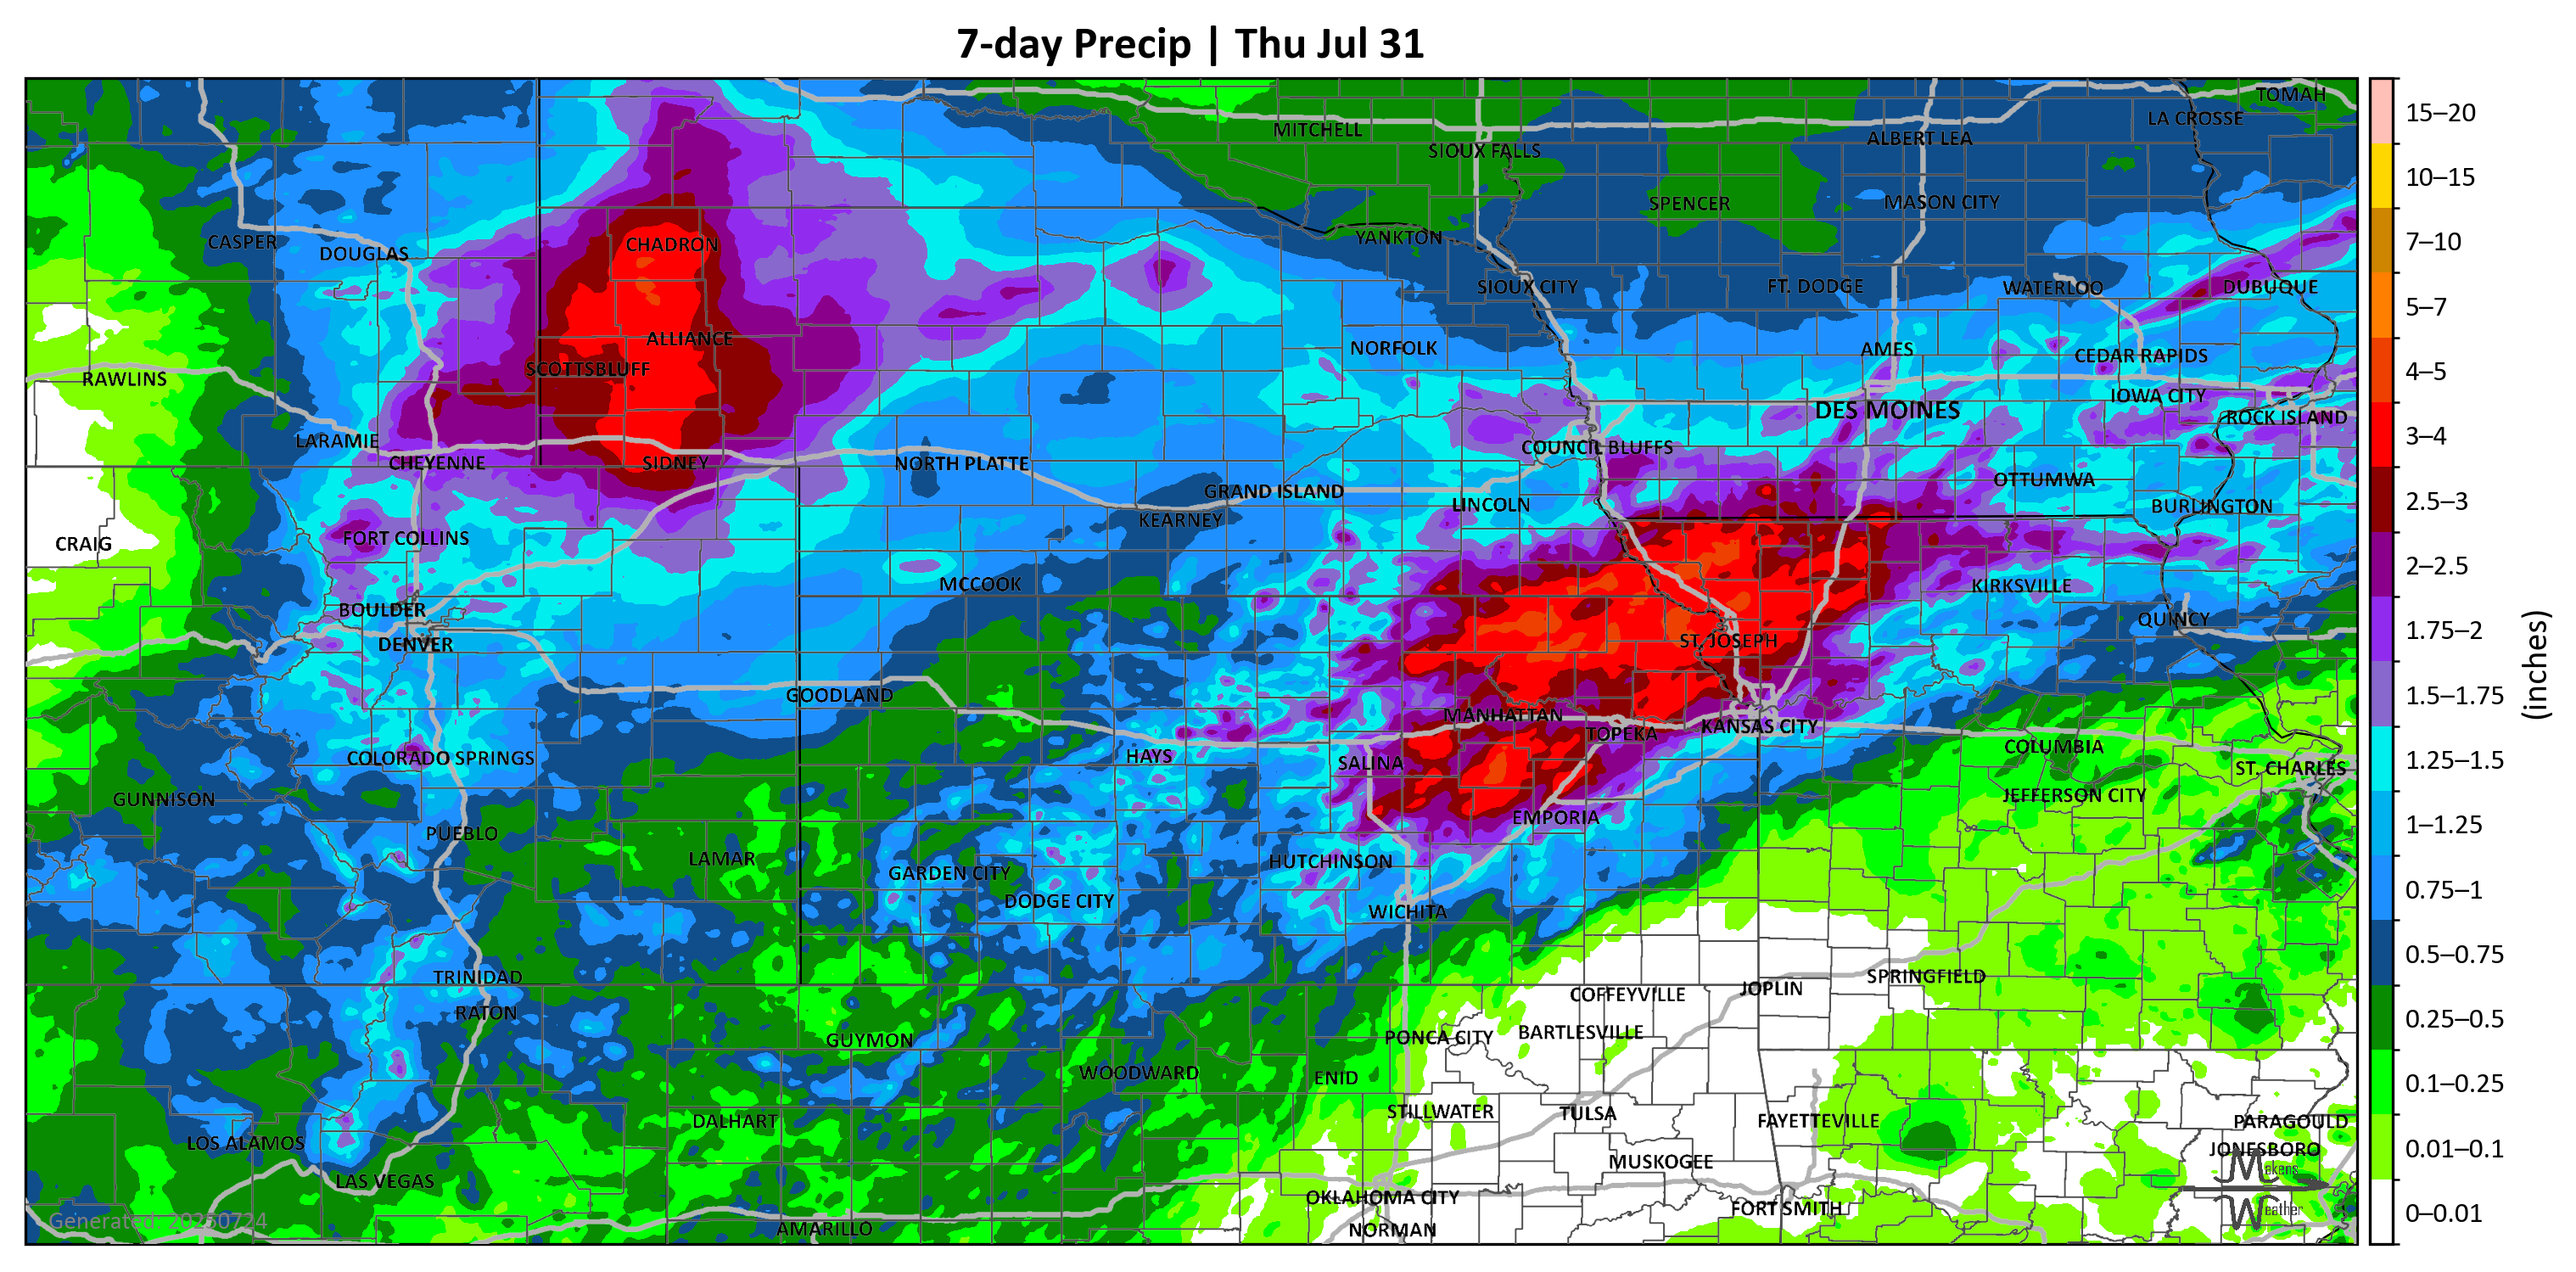 7-day Precip | Thu Jul 31
TOMAH
LA CROSSE
MITCHELL
ALBERT LEA
SIOUX FALLS
MASON CITY
SPENCER
YANKTON
CASPER
CHADRON
DOUGLAS
SIOUX CITY
FT. DODGE
WATERLOO
DUBUQUE
ALLIANCE
NORFOLK
AMES
CEDAR RAPIDS
SCOTTSBLUFF
RAWLINS
IOWA CITY
DES MOINES
ROCK ISLAND
LARAMIE
COUNCIL BLUFFS
CHEYENNE
SIDNEY
NORTH PLATTE
OTTUMWA
GRAND ISLAND
LINCOLN
BURLINGTON
KEARNEY
FORT COLLINS
CRAIG
MCCOOK
KIRKSVILLE
BOULDER
QUINCY
DENVER
ST. JOSEPH
GOODLAND
MANHATTAN
KANSAS CITY
TOPEKA
COLUMBIA
HAYS
COLORADO SPRINGS
SALINA
ST. CHARLES
GUNNISON
JEFFERSON CITY
EMPORIA
PUEBLO
LAMAR
HUTCHINSON
GARDEN CITY
DODGE CITY
WICHITA
TRINIDAD
SPRINGFIELD
JOPLIN
COFFEYVILLE
RATON
BARTLESVILLE
PONCA CITY
GUYMON
WOODWARD
ENID
STILLWATER
TULSA
DALHART
FAYETTEVILLE
PARAGOULD
LOS ALAMOS
JONESBORO
MUSKOGEE
Mekens
LAS VEGAS
OKLAHOMA CITY
FORT SMITH
Weather
Generated: 20250724
AMARILLO
NORMAN
15–20
10–15
7–10
5–7
4–5
3–4
2.5–3
2–2.5
1.75–2
1.5–1.75
1.25–1.5
1–1.25
0.75–1
0.5–0.75
0.25–0.5
0.1–0.25
0.01–0.1
0–0.01
(inches)